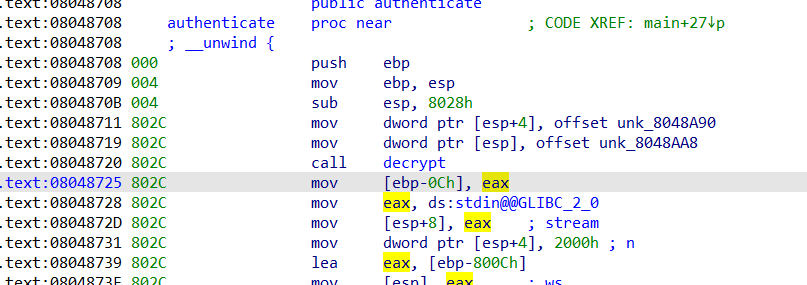 .text:08048708 public authenticate
.text:08048708 authenticate proc near ; CODE XREF: main+27↓p
.text:08048708 ; __unwind {
.text:08048708 000 push ebp
.text:08048709 004 mov ebp, esp
.text:0804870B 004 sub esp, 8028h
.text:08048711 802C mov dword ptr [esp+4], offset unk_8048A90
.text:08048719 802C mov dword ptr [esp], offset unk_8048AA8
.text:08048720 802C call decrypt
.text:08048725 802C mov [ebp-0Ch], eax
.text:08048728 802C mov eax, ds:stdin@@GLIBC_2_0
.text:0804872D 802C mov [esp+8], eax ; stream
.text:08048731 802C mov dword ptr [esp+4], 2000h ; n
.text:08048739 802C lea eax, [ebp-800Ch]
.text:0804873F 802C mov [esp], eax ; ws